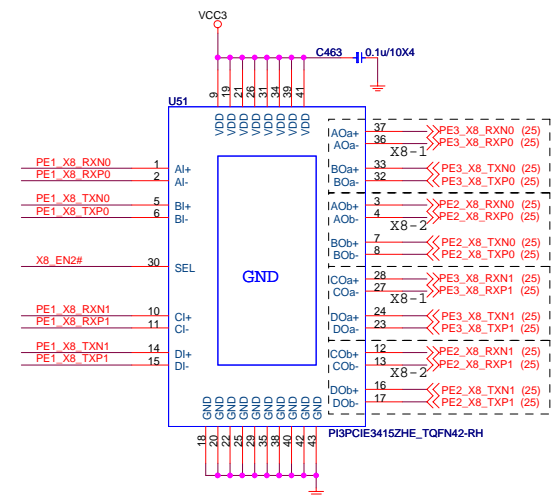 VCC3
C463 0.1u/10X4
U51
9 19 21 26 31 34 39 41
VDD VDD VDD VDD VDD VDD VDD VDD
PE1_X8_RXN0 1 AI+
PE1_X8_RXP0 2 AI-
PE1_X8_TXN0 5 BI+
PE1_X8_TXP0 6 BI-
X8_EN2# 30 SEL
PE1_X8_RXN1 10 CI+
PE1_X8_RXP1 11 CI-
PE1_X8_TXN1 14 DI+
PE1_X8_TXP1 15 DI-
GND
AOa+ 37 PE3_X8_RXN0 (25)
AOa- 36 PE3_X8_RXP0 (25)
X8-1
BOa+ 33 PE3_X8_TXN0 (25)
BOa- 32 PE3_X8_TXP0 (25)
AOb+ 3 PE2_X8_RXN0 (25)
AOb- 4 PE2_X8_RXP0 (25)
X8-2
BOb+ 7 PE2_X8_TXN0 (25)
BOb- 8 PE2_X8_TXP0 (25)
COa+ 28 PE3_X8_RXN1 (25)
COa- 27 PE3_X8_RXP1 (25)
X8-1
DOa+ 24 PE3_X8_TXN1 (25)
DOa- 23 PE3_X8_TXP1 (25)
COb+ 12 PE2_X8_RXN1 (25)
COb- 13 PE2_X8_RXP1 (25)
X8-2
DOb+ 16 PE2_X8_TXN1 (25)
DOb- 17 PE2_X8_TXP1 (25)
GND GND GND GND GND GND GND GND GND GND
18 20 22 25 29 35 38 40 42 43
PI3PCIE3415ZHE_TQFN42-RH